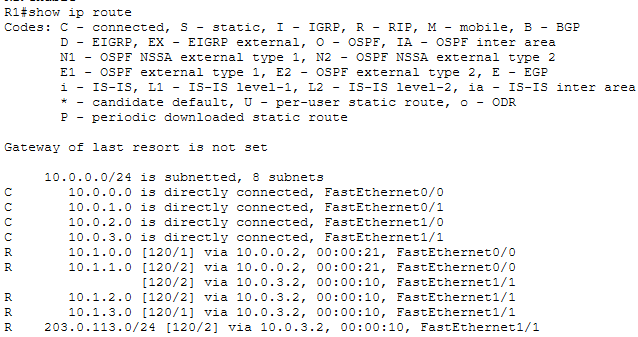 R1#show ip route
Codes: C - connected, S - static, I - IGRP, R - RIP, M - mobile, B - BGP
       D - EIGRP, EX - EIGRP external, O - OSPF, IA - OSPF inter area
       N1 - OSPF NSSA external type 1, N2 - OSPF NSSA external type 2
       E1 - OSPF external type 1, E2 - OSPF external type 2, E - EGP
       i - IS-IS, L1 - IS-IS level-1, L2 - IS-IS level-2, ia - IS-IS inter area
       * - candidate default, U - per-user static route, o - ODR
       P - periodic downloaded static route

Gateway of last resort is not set

     10.0.0.0/24 is subnetted, 8 subnets
C       10.0.0.0 is directly connected, FastEthernet0/0
C       10.0.1.0 is directly connected, FastEthernet0/1
C       10.0.2.0 is directly connected, FastEthernet1/0
C       10.0.3.0 is directly connected, FastEthernet1/1
R       10.1.0.0 [120/1] via 10.0.0.2, 00:00:21, FastEthernet0/0
R       10.1.1.0 [120/2] via 10.0.0.2, 00:00:21, FastEthernet0/0
                 [120/2] via 10.0.3.2, 00:00:10, FastEthernet1/1
R       10.1.2.0 [120/1] via 10.0.3.2, 00:00:10, FastEthernet1/1
R       10.1.3.0 [120/1] via 10.0.3.2, 00:00:10, FastEthernet1/1
R    203.0.113.0/24 [120/2] via 10.0.3.2, 00:00:10, FastEthernet1/1